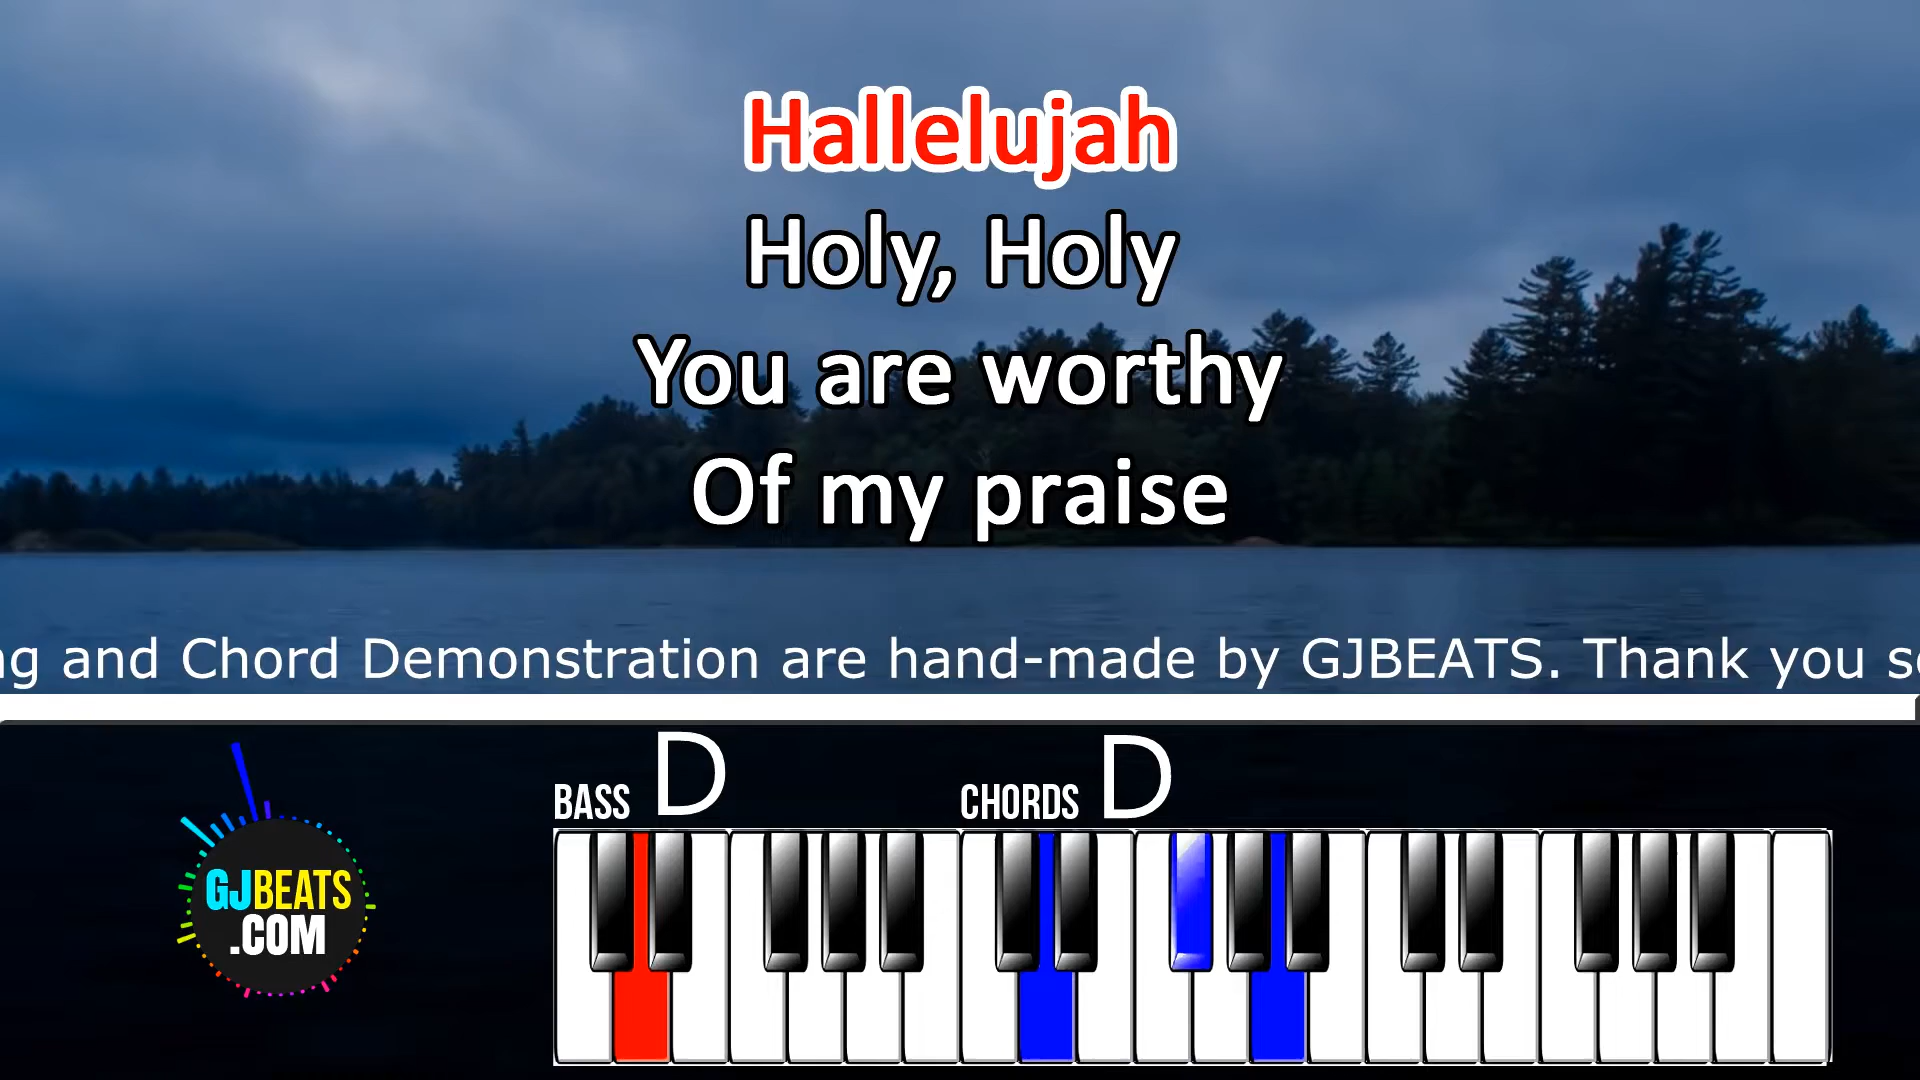 Hallelujah
Holy, Holy
You are worthy
Of my praise
and Chord Demonstration are hand-made by GJBEATS. Thank you
BASS D CHORDS D
GJBEATS
.COM